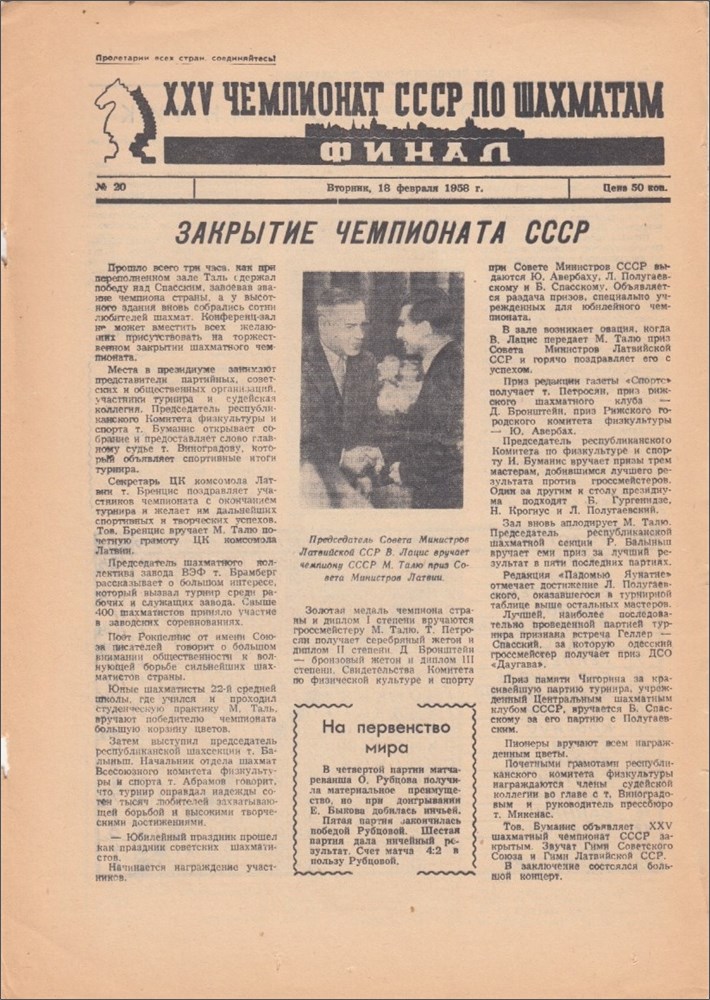 Пролетарии всех стран, соединяйтесь!
XXV ЧЕМПИОНАТ СССР ПО ШАХМАТАМ
ФИНАЛ
№ 20
Вторник, 18 февраля 1958 г.
Цена 50 коп.
ЗАКРЫТИЕ ЧЕМПИОНАТА СССР
Прошло всего три часа, как при
переполненном зале Таль сдержал
победу над Спасским, завоевав зва-
ние чемпиона страны, а у высот-
ного здания вновь собрались сотни
любителей шахмат. Конференц-зал
не может вместить всех желаю-
щих присутствовать на торжест-
венном закрытии шахматного чем-
пионата.
Места в президиуме занимают
представители партийных, совет-
ских и общественных организаций,
участники турнира и судейская
коллегия. Председатель республи-
канского Комитета физкультуры и
спорта т. Буманис открывает со-
брание и предоставляет слово глав-
ному судье т. Виноградову, кото-
рый объявляет спортивные итоги
турнира.
Секретарь ЦК комсомола Лат-
вии т. Бренцис поздравляет уча-
стников чемпионата с окончанием
турнира и желает им дальнейших
спортивных и творческих успехов.
Тов. Бренцис вручает М. Талю по-
четную грамоту ЦК комсомола
Латвии.
Председатель шахматного кол-
лектива завода ВЭФ т. Брамберг
рассказывает о большом интересе,
который вызвал турнир среди ра-
бочих и служащих завода. Свыше
400 шахматистов приняло участие
в заводских соревнованиях.
Поэт Рокпелнис от имени Сою-
за писателей говорит о большом
внимании общественности к волну-
ющей борьбе сильнейших шах-
матистов страны.
Юные шахматисты 22-й средней
школы, где учился и проходил
студенческую практику М. Таль,
вручают победителю чемпионата
большую корзину цветов.
Затем выступил председатель
республиканской шахсекции т. Ба-
лыньш. Начальник отдела шахмат
Всесоюзного комитета физкульту-
ры и спорта т. Абрамов говорит,
что турнир оправдал надежды со-
тен тысяч любителей захватываю-
щей борьбой и высокими творче-
скими достижениями.
— Юбилейный праздник прошел
как праздник советских шахмати-
стов.
Начинается награждение участ-
ников.
Председатель Совета Министров
Латвийской ССР В. Лацис вручает
чемпиону СССР М. Талю приз Со-
вета Министров Латвии.
Золотая медаль чемпиона стра-
ны и диплом I степени вручаются
гроссмейстеру М. Талю. Т. Петро-
сян получает серебряный жетон и
диплом II степени. Д. Бронштейн
— бронзовый жетон и диплом III
степени. Свидетельства Комитета
по физической культуре и спорту
На первенство
мира
В четвертой партии матча-
реванша О. Рубцова получи-
ла материальное преимуще-
ство, но при доигрывании
Е. Быкова добилась ничьей.
Пятая партия закончилась
победой Рубцовой. Шестая
партия дала ничейный ре-
зультат. Счет матча 4:2 в
пользу Рубцовой.
при Совете Министров СССР вы-
даются Ю. Авербаху, Л. Полугаев-
скому и Б. Спасскому. Объявляет-
ся раздача призов, специально уч-
режденных для юбилейного чем-
пионата.
В зале возникает овация, когда
В. Лацис передает М. Талю приз
Совета Министров Латвийской
ССР и горячо поздравляет его с
успехом.
Приз редакции газеты «Спортс»
получает т. Петросян, приз риж-
ского шахматного клуба —
Д. Бронштейн, приз Рижского го-
родского комитета физкультуры
— Ю. Авербах.
Председатель республиканского
Комитета по физкультуре и спор-
ту И. Буманис вручает призы трем
мастерам, добившимся лучшего ре-
зультата против гроссмейстеров.
Один за другим к столу президиу-
ма подходят Б. Гургенидзе,
Н. Крогиус и Л. Полугаевский.
Зал вновь аплодирует М. Талю.
Председатель республиканской
шахматной секции Р. Балыньш
вручает ему приз за лучший ре-
зультат в пяти последних партиях.
Редакция «Падомью Яунатне»
отмечает достижение Л. Полугаев-
ского, оказавшегося в турнирной
таблице выше остальных мастеров.
Лучшей, наиболее последова-
тельно проведенной партией тур-
нира признана встреча Геллер —
Спасский, за которую одесский
гроссмейстер получает приз ДСО
«Даугава».
Приз памяти Чигорина за кра-
сивейшую партию турнира, учреж-
денный Центральным шахматным
клубом СССР, вручается Б. Спас-
скому за его партию с Полугаев-
ским.
Пионеры вручают всем награж-
денным цветы.
Почетными грамотами республи-
канского комитета физкультуры
награждаются члены судейской
коллегии во главе с т. Виноградо-
вым и руководитель прессбюро
т. Микенас.
Тов. Буманис объявляет XXV
шахматный чемпионат СССР за-
крытым. Звучат Гимн Советского
Союза и Гимн Латвийской ССР.
В заключение состоялся боль-
шой концерт.